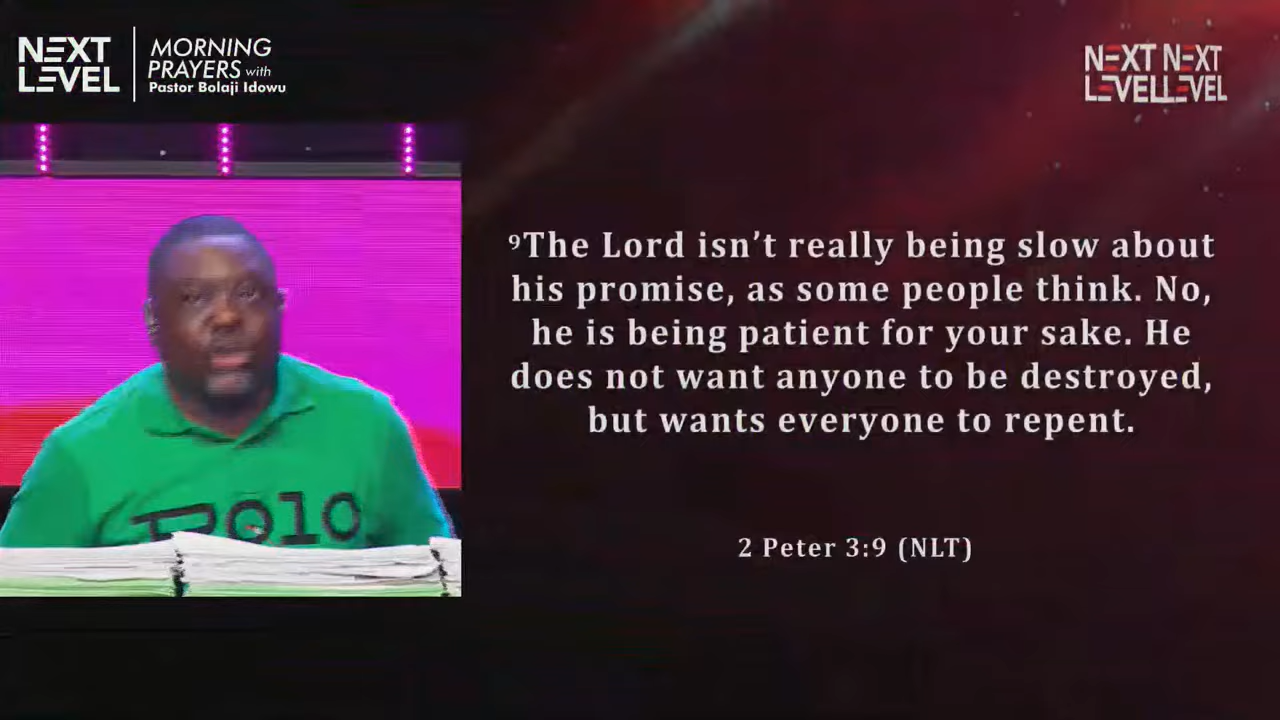 NEXT
LEVEL
MORNING
PRAYERS with
Pastor Bolaji Idowu
NEXT NEXT
LEVELLEVEL
⁹The Lord isn’t really being slow about
his promise, as some people think. No,
he is being patient for your sake. He
does not want anyone to be destroyed,
but wants everyone to repent.
2 Peter 3:9 (NLT)
Polo